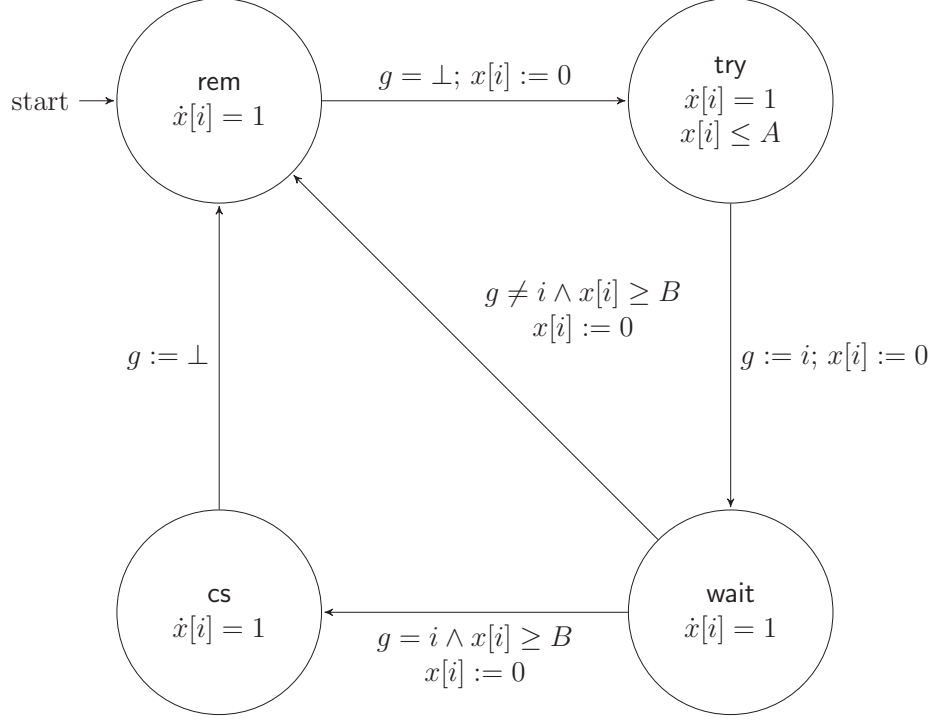 start
rem
ẋ[i] = 1
g = ⊥; x[i] := 0
try
ẋ[i] = 1
x[i] ≤ A
g ≠ i ∧ x[i] ≥ B
x[i] := 0
g := ⊥
g := i; x[i] := 0
cs
ẋ[i] = 1
g = i ∧ x[i] ≥ B
x[i] := 0
wait
ẋ[i] = 1